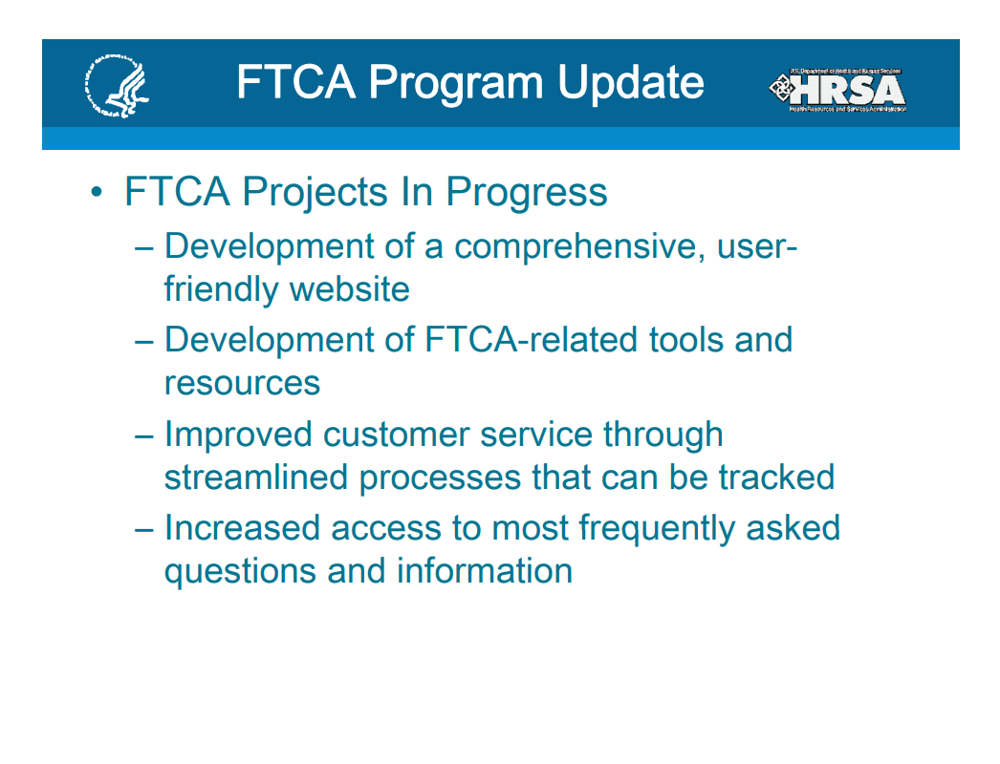 FTCA Program Update
U.S. Department of Health and Human Services
HRSA
Health Resources and Services Administration
• FTCA Projects In Progress
– Development of a comprehensive, user-
friendly website
– Development of FTCA-related tools and
resources
– Improved customer service through
streamlined processes that can be tracked
– Increased access to most frequently asked
questions and information